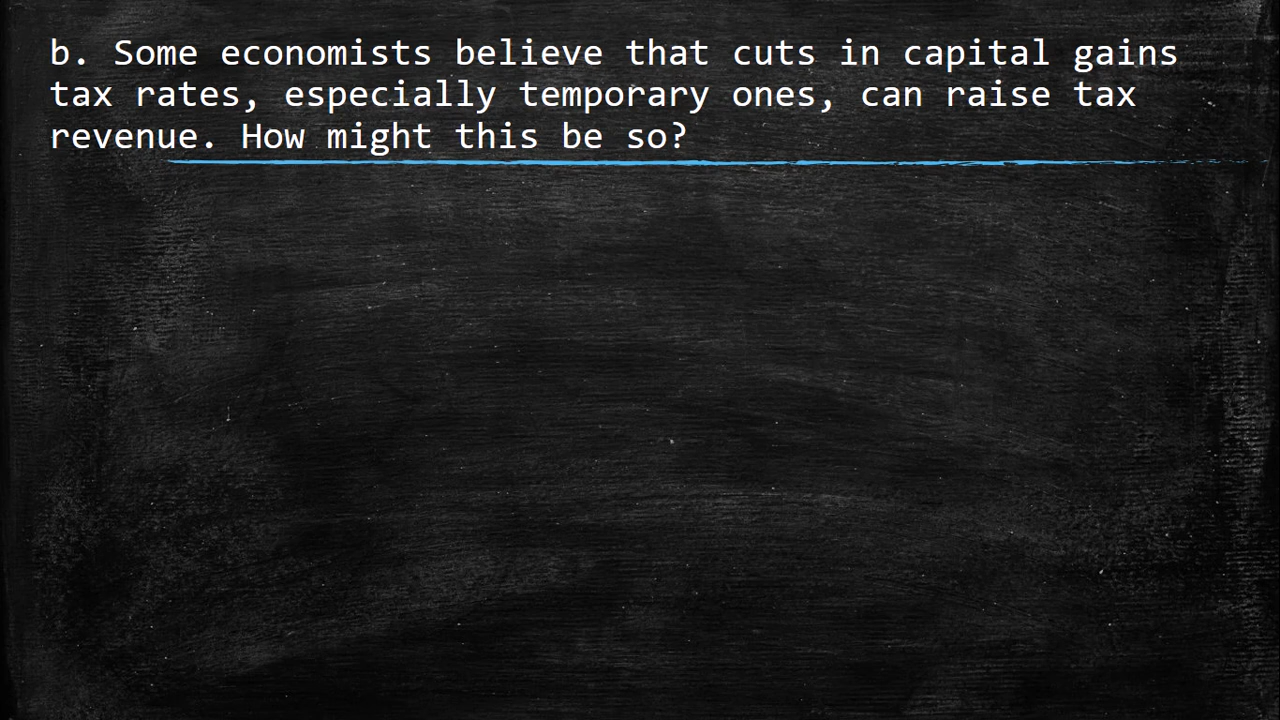 b. Some economists believe that cuts in capital gains
tax rates, especially temporary ones, can raise tax
revenue. How might this be so?